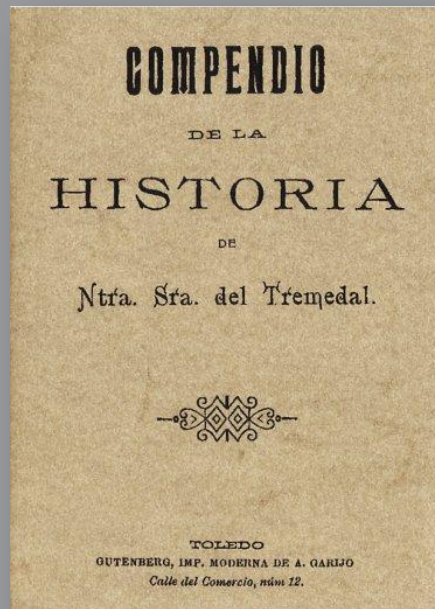 COMPENDIO
DE LA
HISTORIA
DE
Ntra. Sra. del Tremedal.
TOLEDO
GUTENBERG, IMP. MODERNA DE A. GARIJO
Calle del Comercio, núm 12.